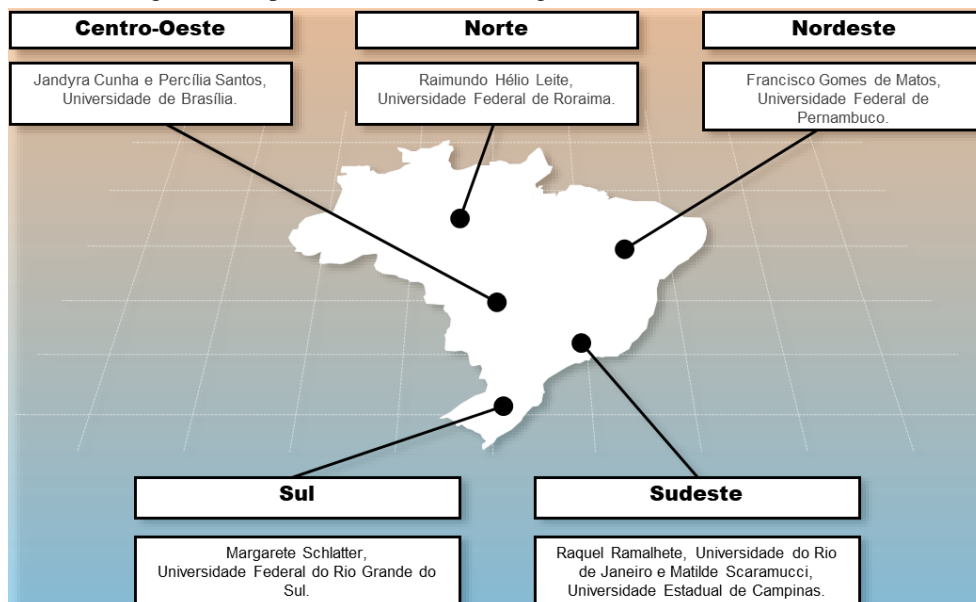 Centro-Oeste
Jandyra Cunha e Percília Santos,
Universidade de Brasília.
Norte
Raimundo Hélio Leite,
Universidade Federal de Roraima.
Nordeste
Francisco Gomes de Matos,
Universidade Federal de
Pernambuco.
Sul
Margarete Schlatter,
Universidade Federal do Rio Grande do
Sul.
Sudeste
Raquel Ramalhete, Universidade do Rio
de Janeiro e Matilde Scaramucci,
Universidade Estadual de Campinas.